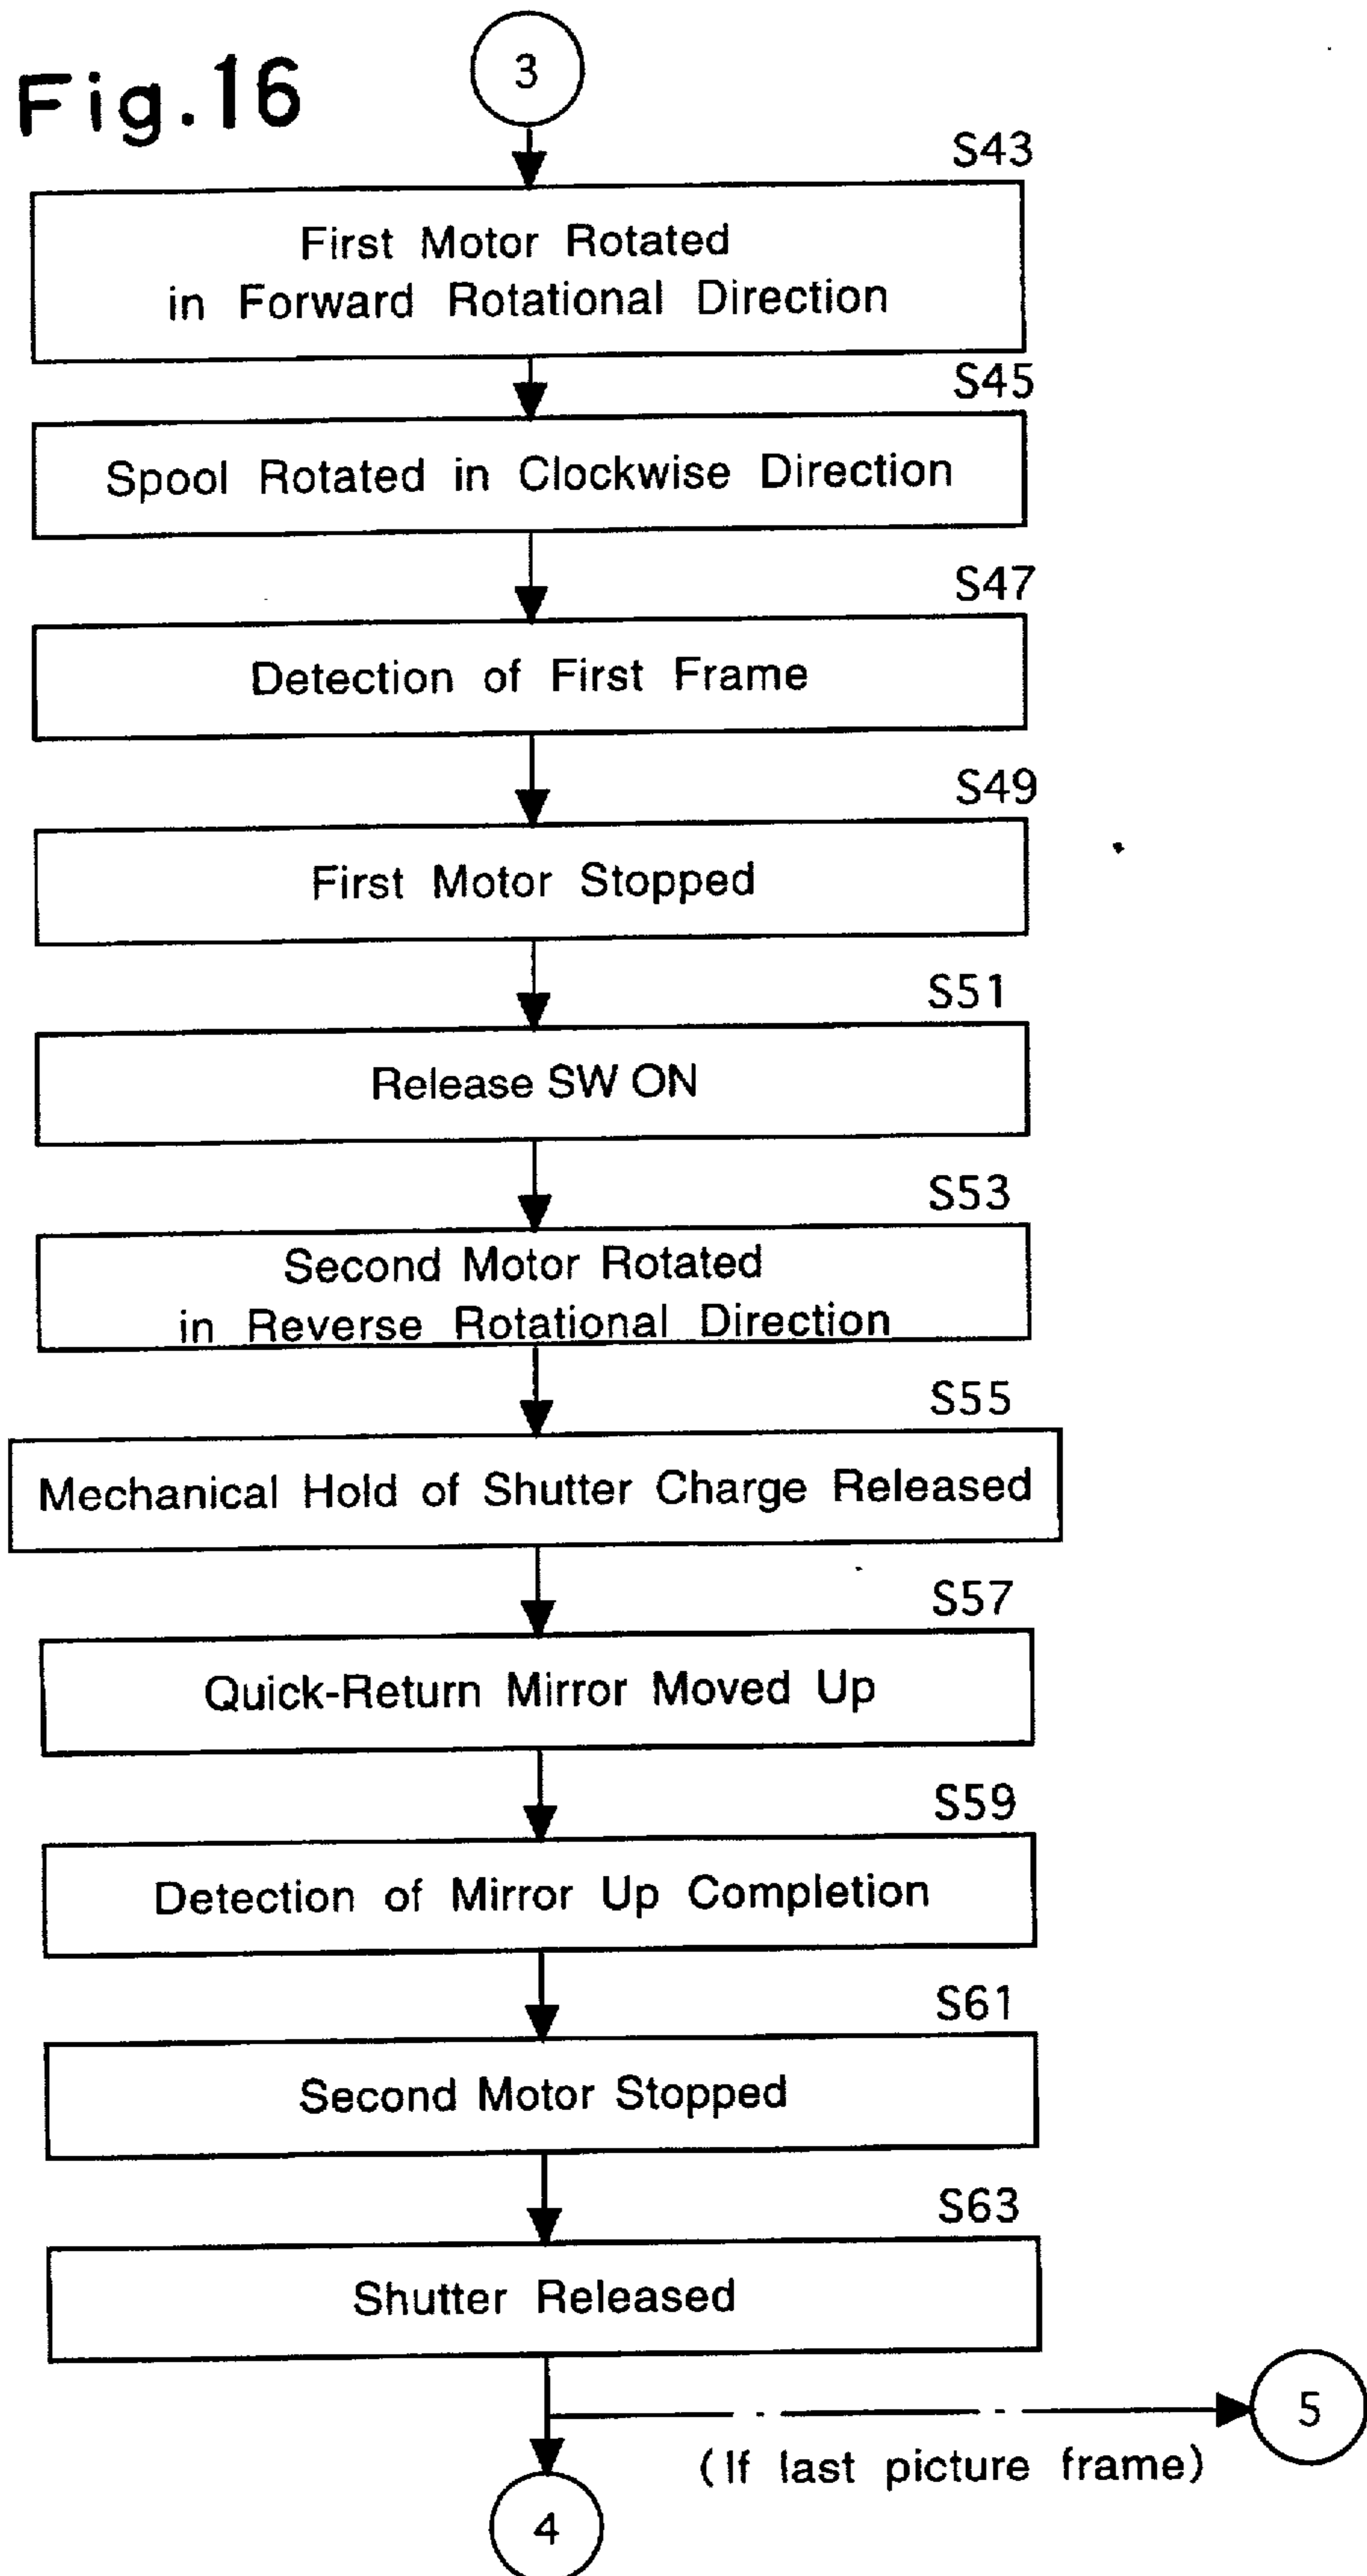 Fig.16
3
S43
First Motor Rotated
in Forward Rotational Direction
S45
Spool Rotated in Clockwise Direction
S47
Detection of First Frame
S49
First Motor Stopped
S51
Release SW ON
S53
Second Motor Rotated
in Reverse Rotational Direction
S55
Mechanical Hold of Shutter Charge Released
S57
Quick-Return Mirror Moved Up
S59
Detection of Mirror Up Completion
S61
Second Motor Stopped
S63
Shutter Released
5
(If last picture frame)
4